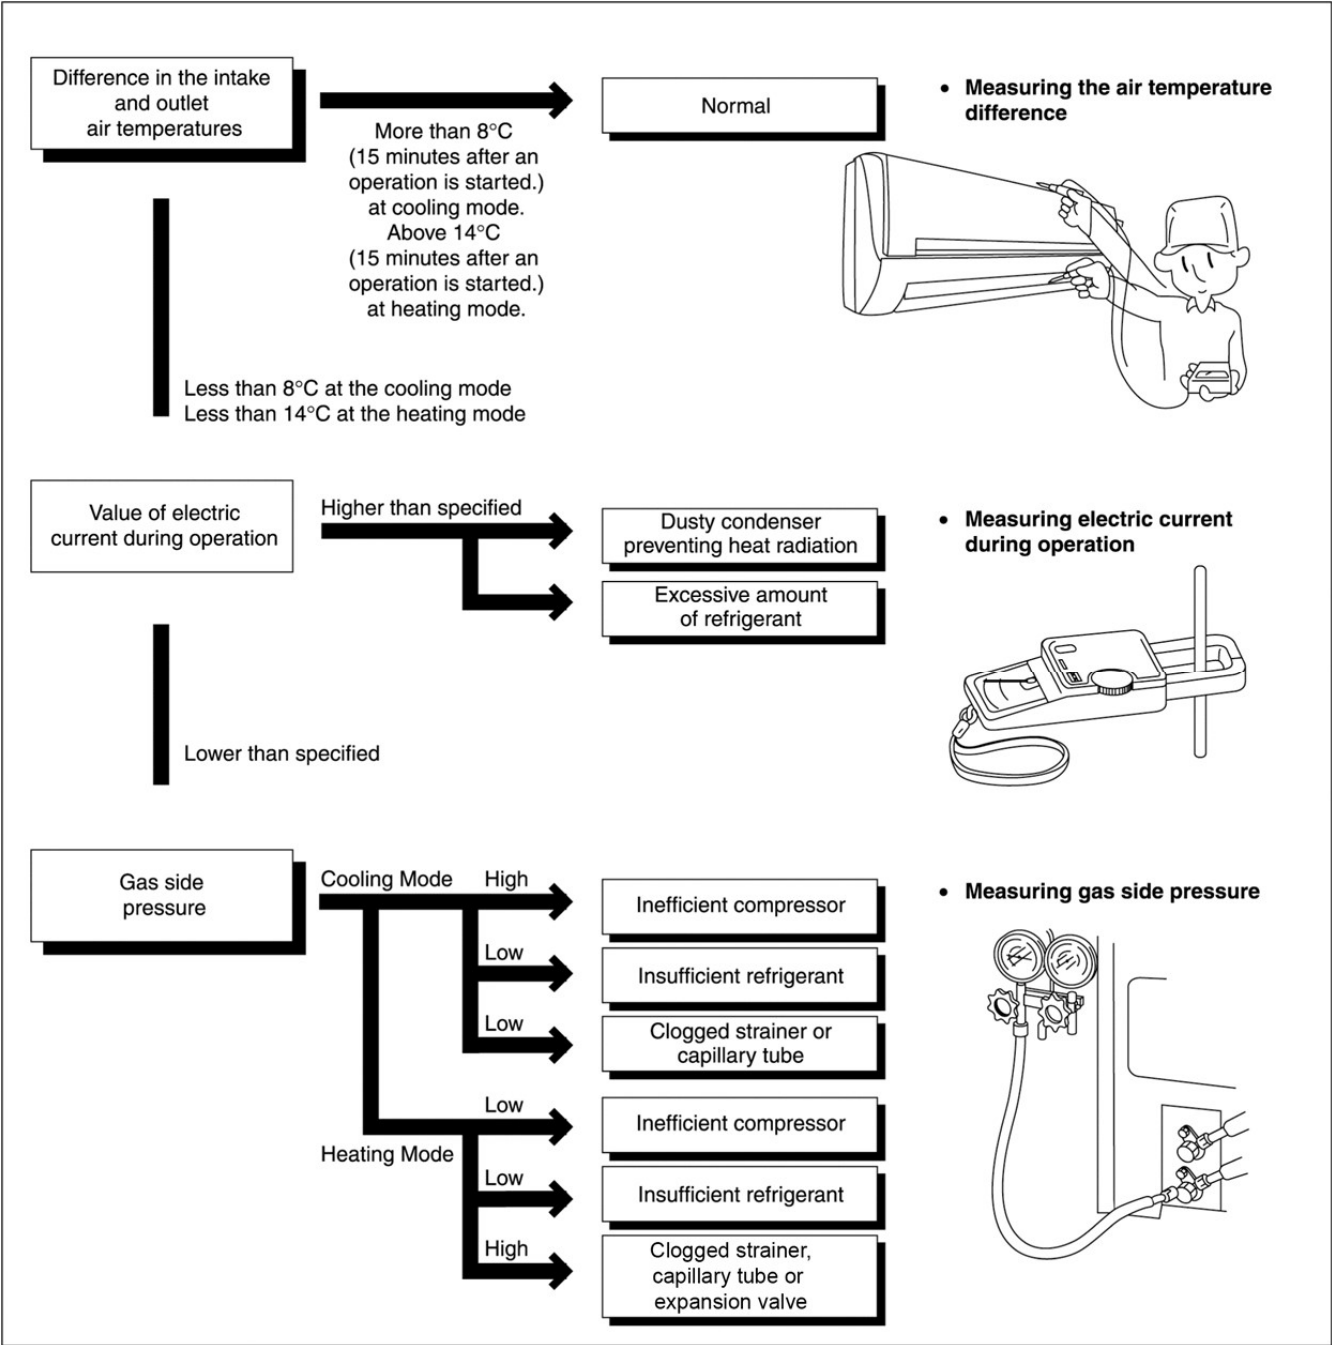 Difference in the intake
and outlet
air temperatures
More than 8°C
(15 minutes after an
operation is started.)
at cooling mode.
Above 14°C
(15 minutes after an
operation is started.)
at heating mode.
Normal
• Measuring the air temperature
difference
Less than 8°C at the cooling mode
Less than 14°C at the heating mode
Value of electric
current during operation
Higher than specified
Dusty condenser
preventing heat radiation
Excessive amount
of refrigerant
• Measuring electric current
during operation
Lower than specified
Gas side
pressure
Cooling Mode
High
Inefficient compressor
Low
Insufficient refrigerant
Low
Clogged strainer or
capillary tube
Heating Mode
Low
Inefficient compressor
Low
Insufficient refrigerant
High
Clogged strainer,
capillary tube or
expansion valve
• Measuring gas side pressure